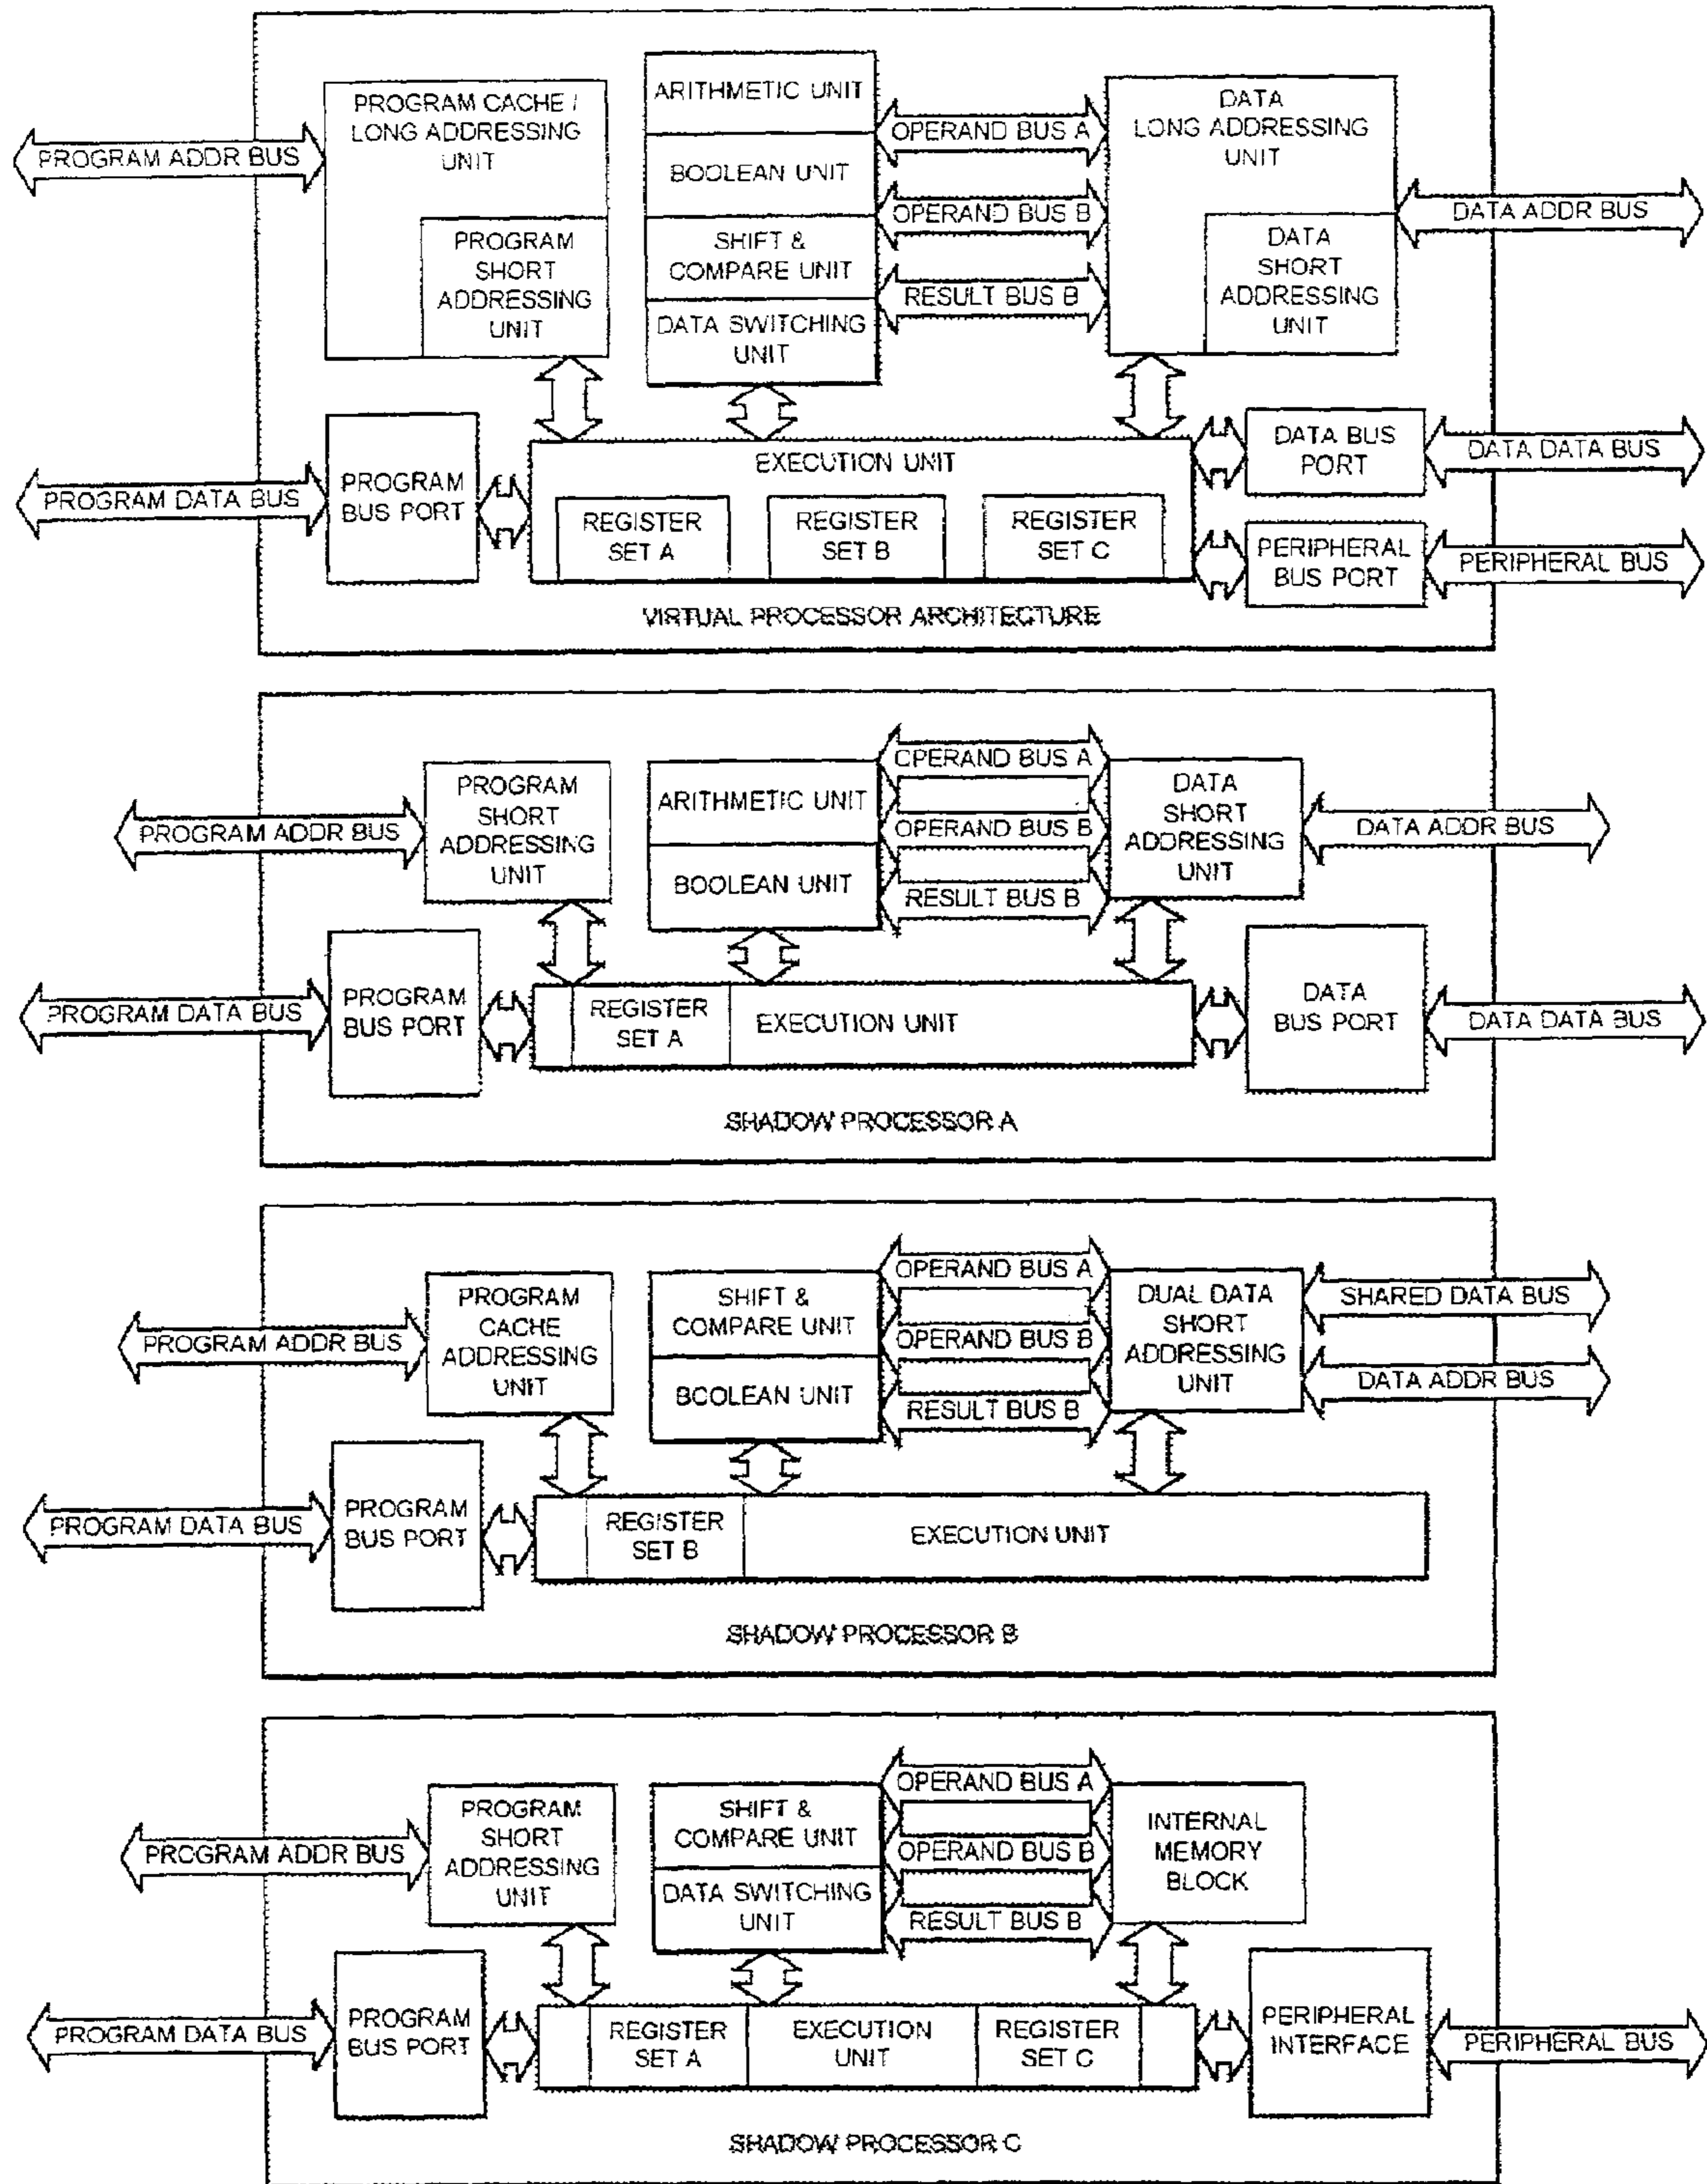 PROGRAM ADDR BUS
PROGRAM CACHE /
LONG ADDRESSING
UNIT
PROGRAM
SHORT
ADDRESSING
UNIT
ARITHMETIC UNIT
BOOLEAN UNIT
SHIFT &
COMPARE UNIT
DATA SWITCHING
UNIT
OPERAND BUS A
OPERAND BUS B
RESULT BUS B
DATA
LONG ADDRESSING
UNIT
DATA
SHORT
ADDRESSING
UNIT
DATA ADDR BUS
PROGRAM DATA BUS
PROGRAM
BUS PORT
EXECUTION UNIT
REGISTER
SET A
REGISTER
SET B
REGISTER
SET C
DATA BUS
PORT
DATA DATA BUS
PERIPHERAL
BUS PORT
PERIPHERAL BUS
VIRTUAL PROCESSOR ARCHITECTURE
PROGRAM ADDR BUS
PROGRAM
SHORT
ADDRESSING
UNIT
ARITHMETIC UNIT
BOOLEAN UNIT
OPERAND BUS A
OPERAND BUS B
RESULT BUS B
DATA
SHORT
ADDRESSING
UNIT
DATA ADDR BUS
PROGRAM DATA BUS
PROGRAM
BUS PORT
REGISTER
SET A
EXECUTION UNIT
DATA
BUS PORT
DATA DATA BUS
SHADOW PROCESSOR A
PROGRAM ADDR BUS
PROGRAM
CACHE
ADDRESSING
UNIT
SHIFT &
COMPARE UNIT
BOOLEAN UNIT
OPERAND BUS A
OPERAND BUS B
RESULT BUS B
DUAL DATA
SHORT
ADDRESSING
UNIT
SHARED DATA BUS
DATA ADDR BUS
PROGRAM DATA BUS
PROGRAM
BUS PORT
REGISTER
SET B
EXECUTION UNIT
SHADOW PROCESSOR B
PROGRAM ADDR BUS
PROGRAM
SHORT
ADDRESSING
UNIT
SHIFT &
COMPARE UNIT
DATA SWITCHING
UNIT
OPERAND BUS A
OPERAND BUS B
RESULT BUS B
INTERNAL
MEMORY
BLOCK
PROGRAM DATA BUS
PROGRAM
BUS PORT
REGISTER
SET A
EXECUTION
UNIT
REGISTER
SET C
PERIPHERAL
INTERFACE
PERIPHERAL BUS
SHADOW PROCESSOR C